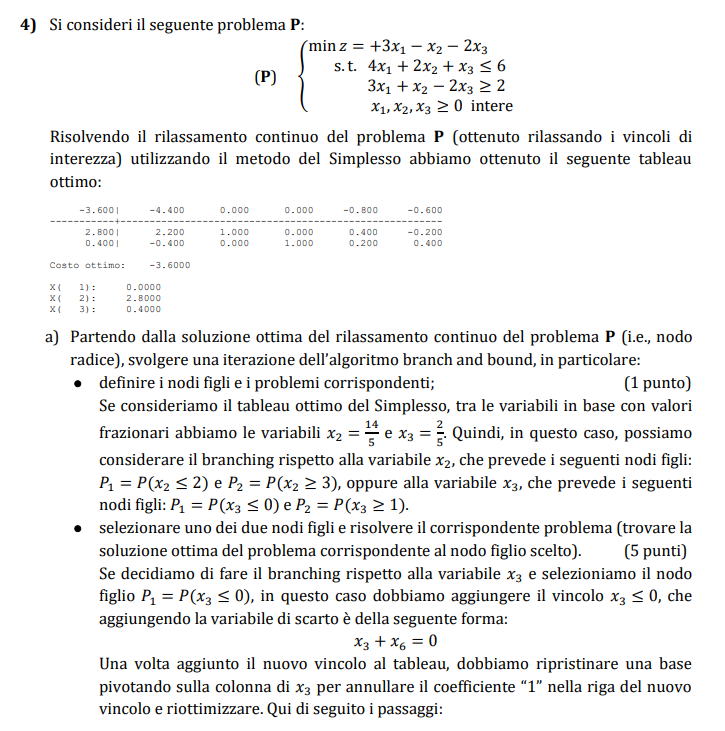 4) Si consideri il seguente problema P:
(P) { min z = +3x₁ − x₂ − 2x₃
s.t. 4x₁ + 2x₂ + x₃ ≤ 6
3x₁ + x₂ − 2x₃ ≥ 2
x₁, x₂, x₃ ≥ 0 intere
Risolvendo il rilassamento continuo del problema P (ottenuto rilassando i vincoli di
interezza) utilizzando il metodo del Simplesso abbiamo ottenuto il seguente tableau
ottimo:
-3.600| -4.400 0.000 0.000 -0.800 -0.600
-----------+------------------------------------------------
2.800| 2.200 1.000 0.000 0.400 -0.200
0.400| -0.400 0.000 1.000 0.200 0.400
Costo ottimo: -3.6000
X( 1): 0.0000
X( 2): 2.8000
X( 3): 0.4000
a) Partendo dalla soluzione ottima del rilassamento continuo del problema P (i.e., nodo
radice), svolgere una iterazione dell'algoritmo branch and bound, in particolare:
• definire i nodi figli e i problemi corrispondenti; (1 punto)
Se consideriamo il tableau ottimo del Simplesso, tra le variabili in base con valori
frazionari abbiamo le variabili x₂ = 14/5 e x₃ = 2/5. Quindi, in questo caso, possiamo
considerare il branching rispetto alla variabile x₂, che prevede i seguenti nodi figli:
P₁ = P(x₂ ≤ 2) e P₂ = P(x₂ ≥ 3), oppure alla variabile x₃, che prevede i seguenti
nodi figli: P₁ = P(x₃ ≤ 0) e P₂ = P(x₃ ≥ 1).
• selezionare uno dei due nodi figli e risolvere il corrispondente problema (trovare la
soluzione ottima del problema corrispondente al nodo figlio scelto). (5 punti)
Se decidiamo di fare il branching rispetto alla variabile x₃ e selezioniamo il nodo
figlio P₁ = P(x₃ ≤ 0), in questo caso dobbiamo aggiungere il vincolo x₃ ≤ 0, che
aggiungendo la variabile di scarto è della seguente forma:
x₃ + x₆ = 0
Una volta aggiunto il nuovo vincolo al tableau, dobbiamo ripristinare una base
pivotando sulla colonna di x₃ per annullare il coefficiente "1" nella riga del nuovo
vincolo e riottimizzare. Qui di seguito i passaggi: